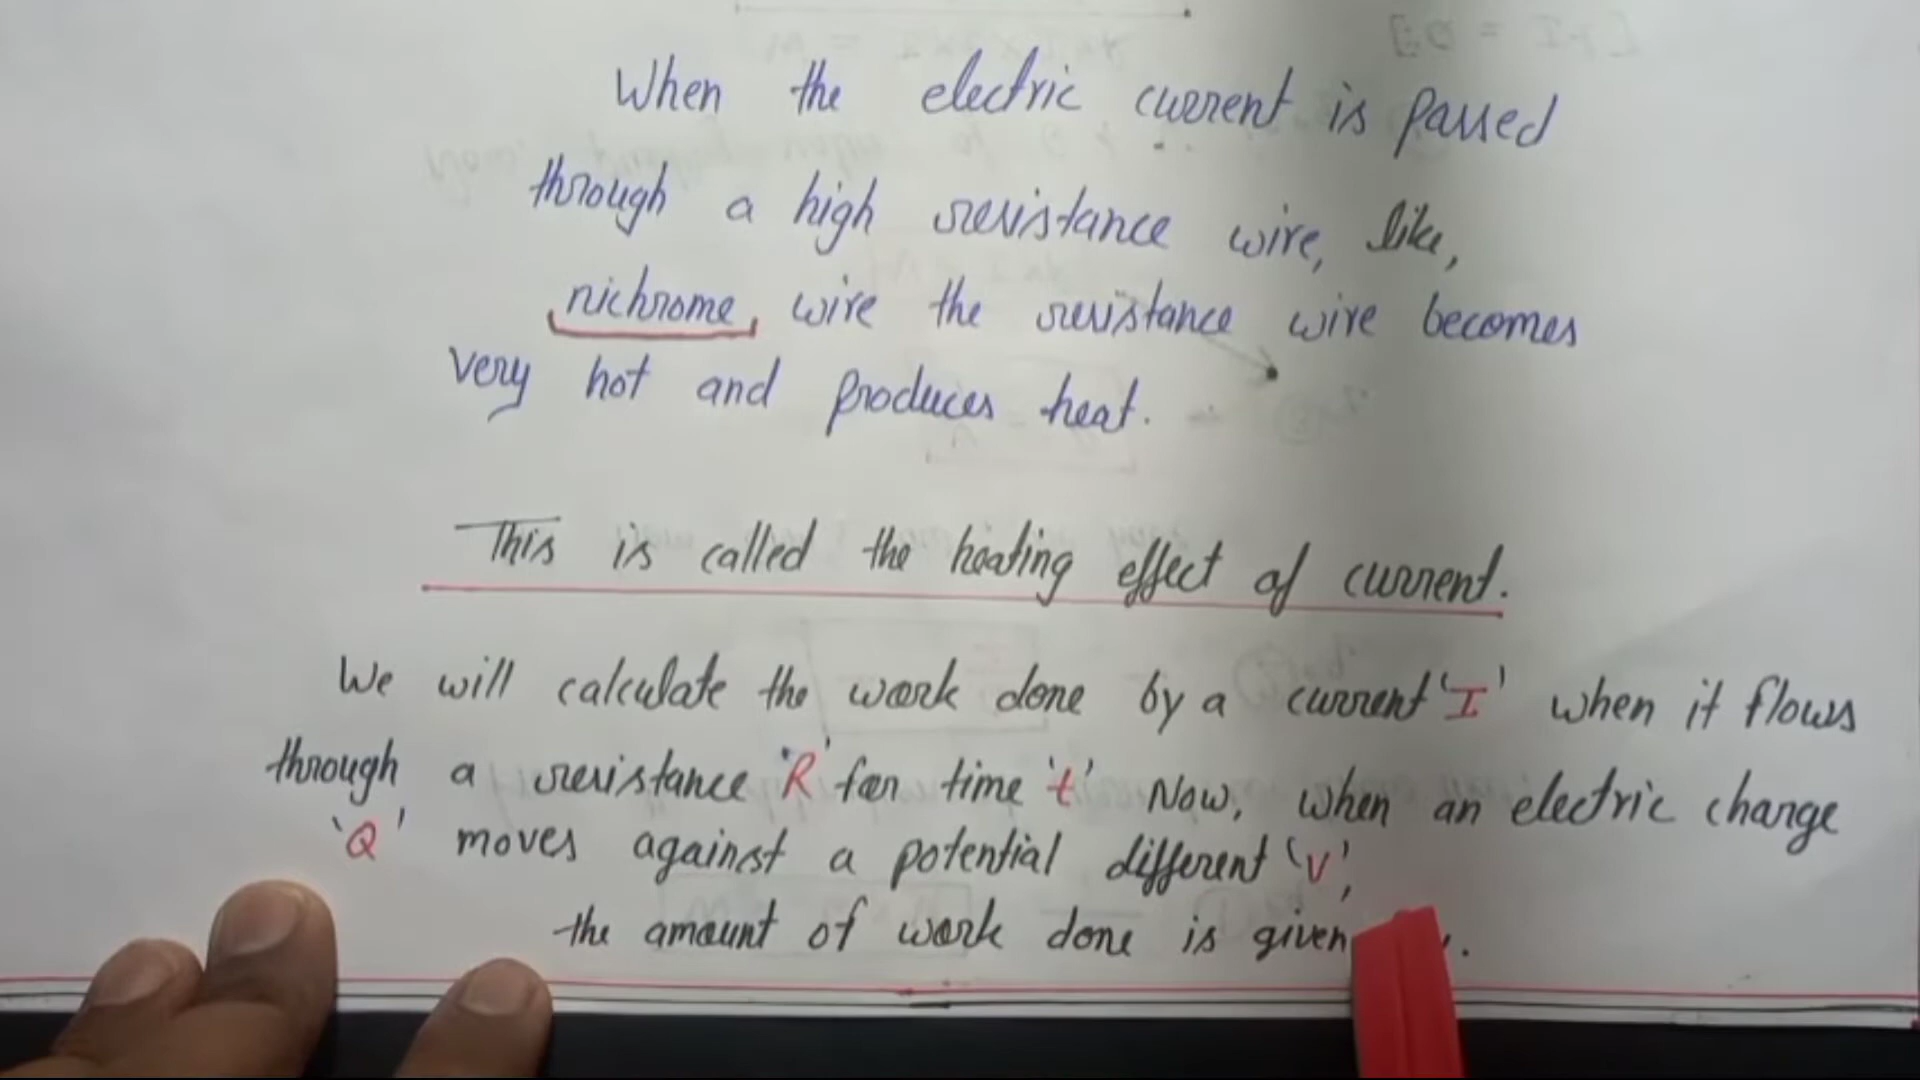 When the electric current is passed
through a high resistance wire, like,
nichrome, wire the resistance wire becomes
very hot and produces heat.
This is called the heating effect of current.
We will calculate the work done by a current 'I' when it flows
through a resistance 'R' for time 't' Now, when an electric charge
'Q' moves against a potential different 'V',
the amount of work done is given